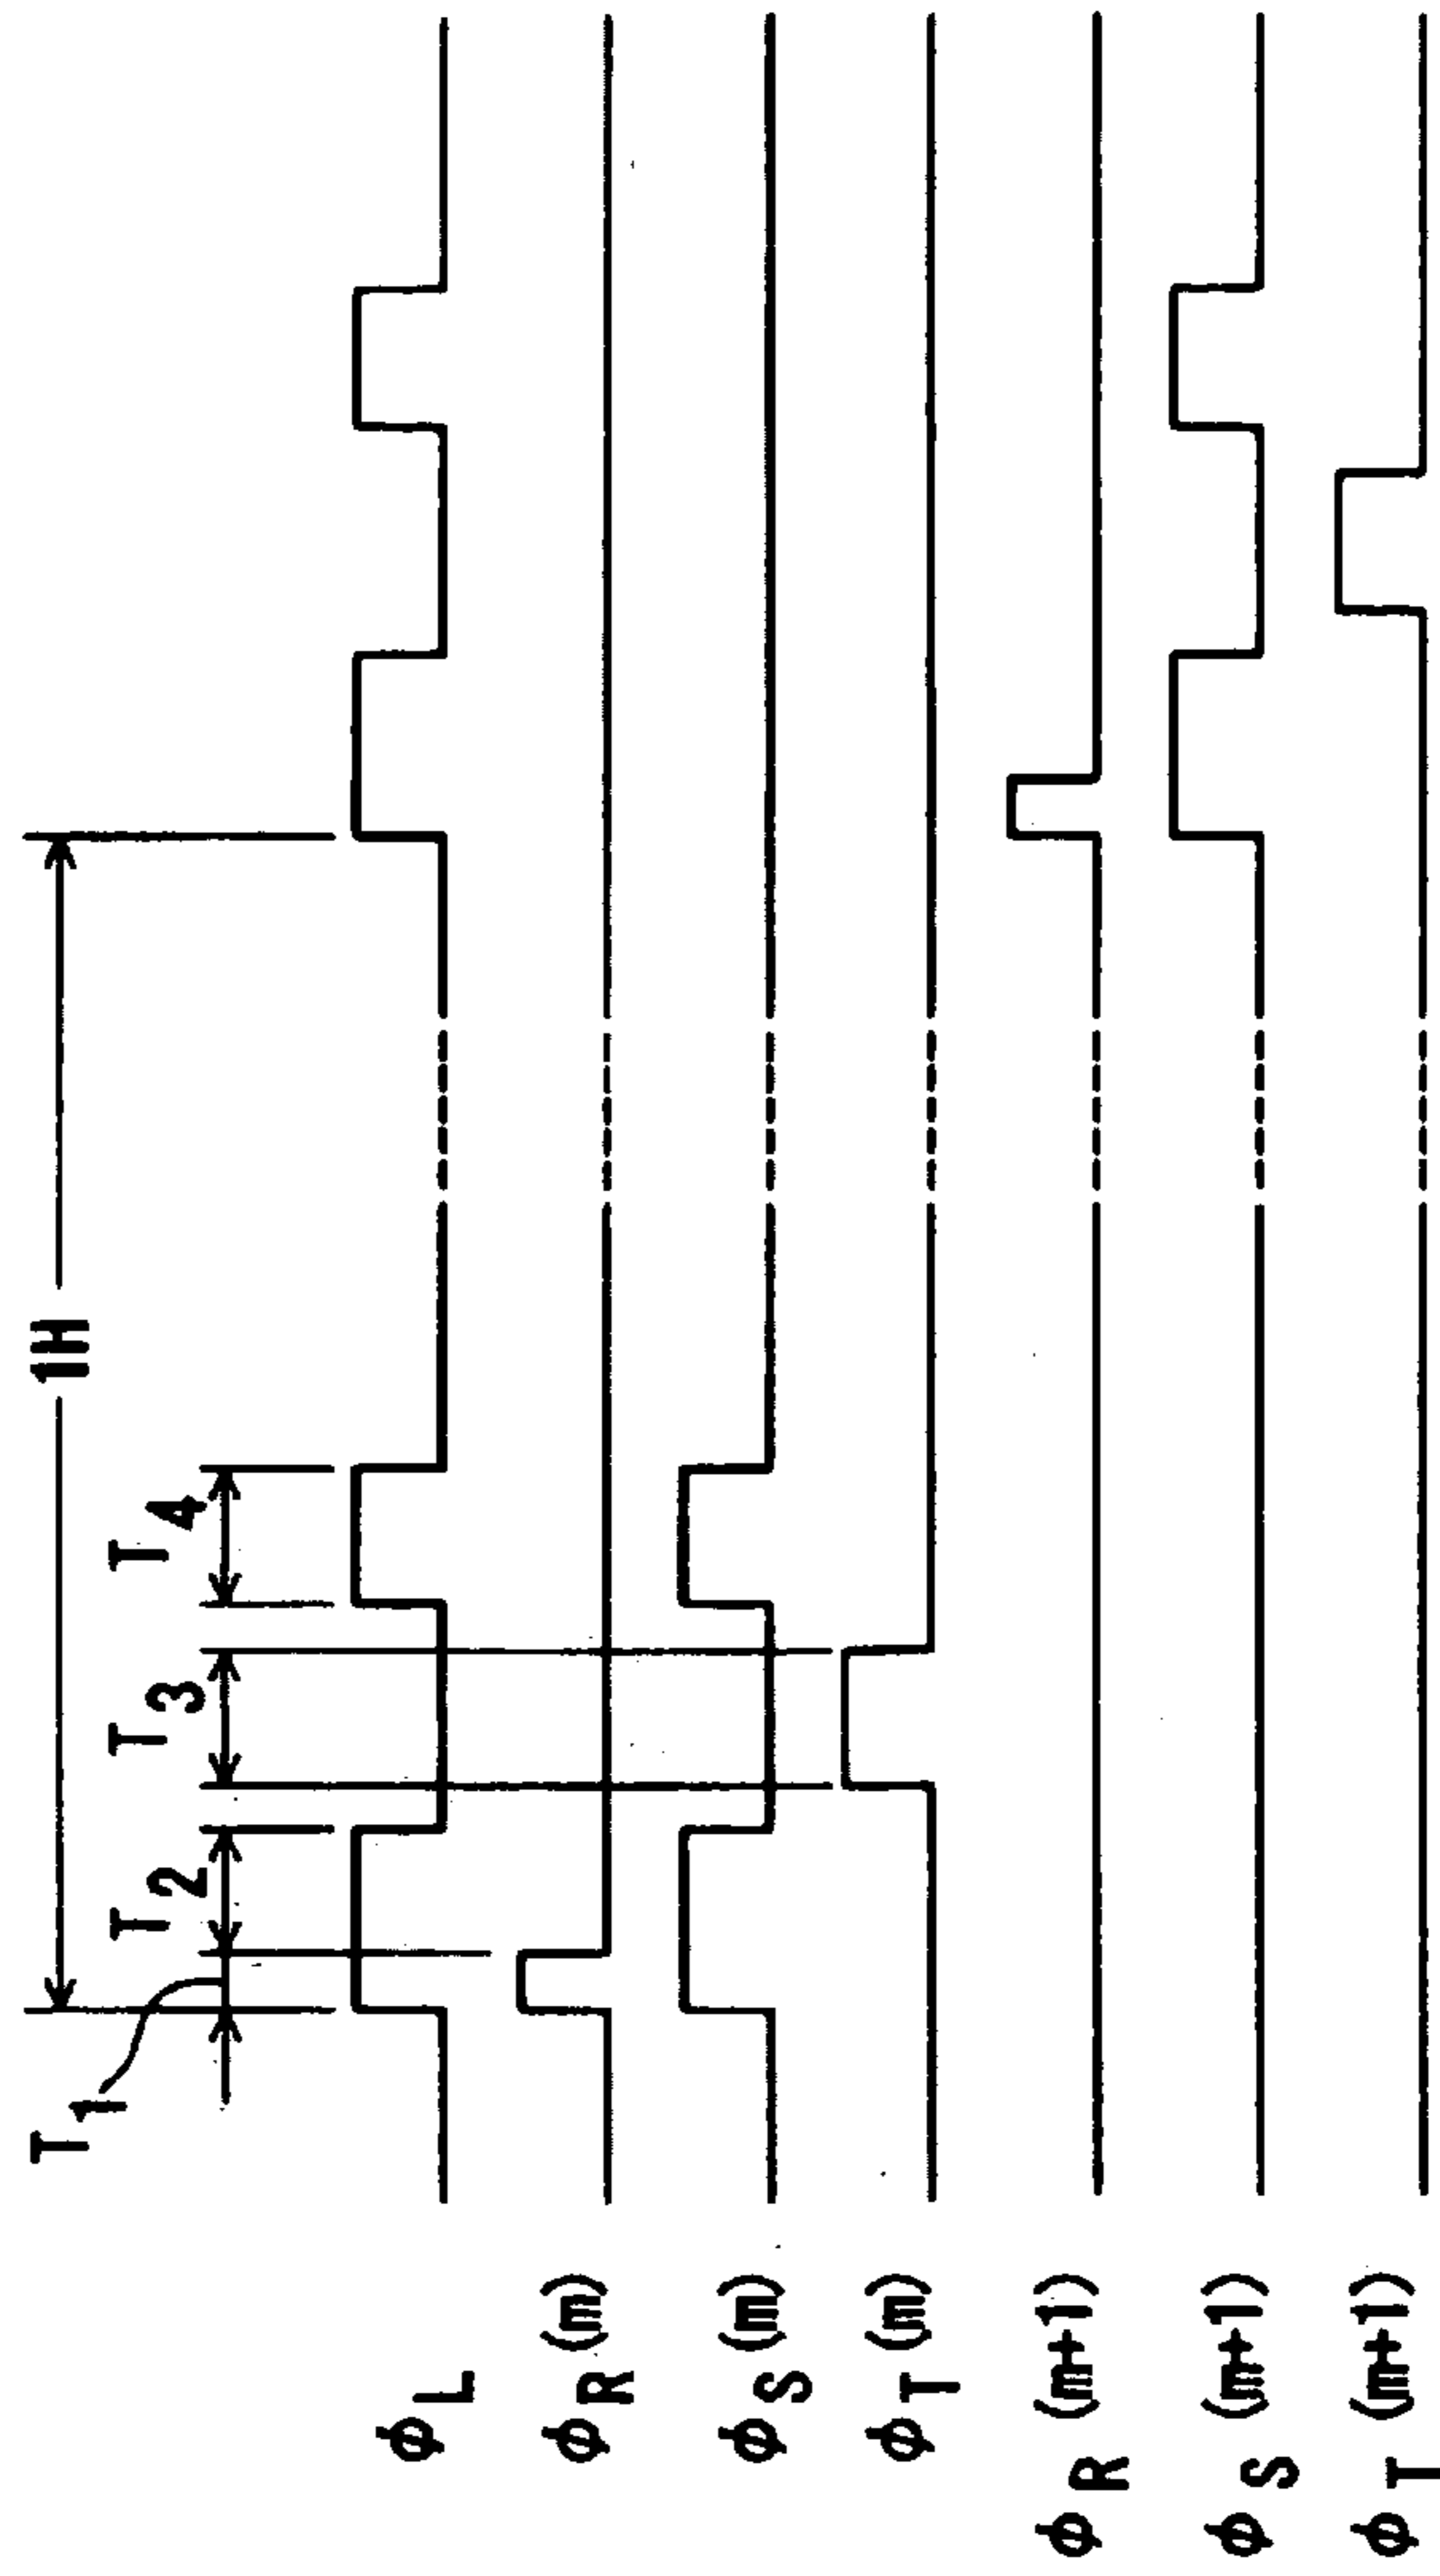 1H
T1 T2 T3 T4
φL
φR (m)
φS (m)
φT (m)
φR (m+1)
φS (m+1)
φT (m+1)